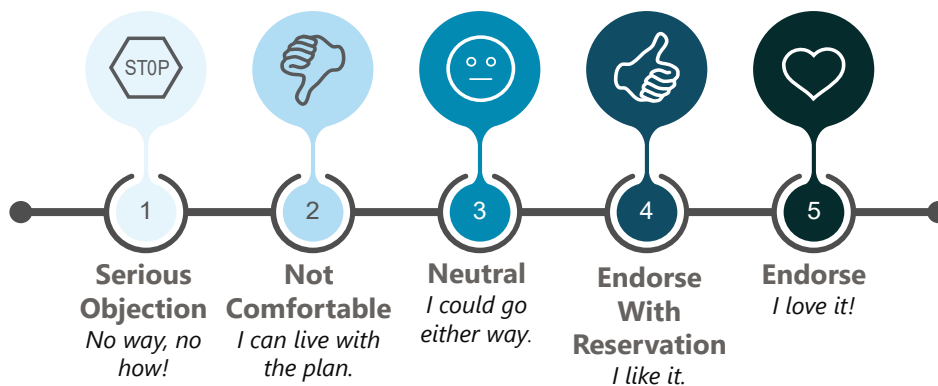 STOP
1
2
3
4
5
Serious
Objection
No way, no
how!
Not
Comfortable
I can live with
the plan.
Neutral
I could go
either way.
Endorse
With
Reservation
I like it.
Endorse
I love it!